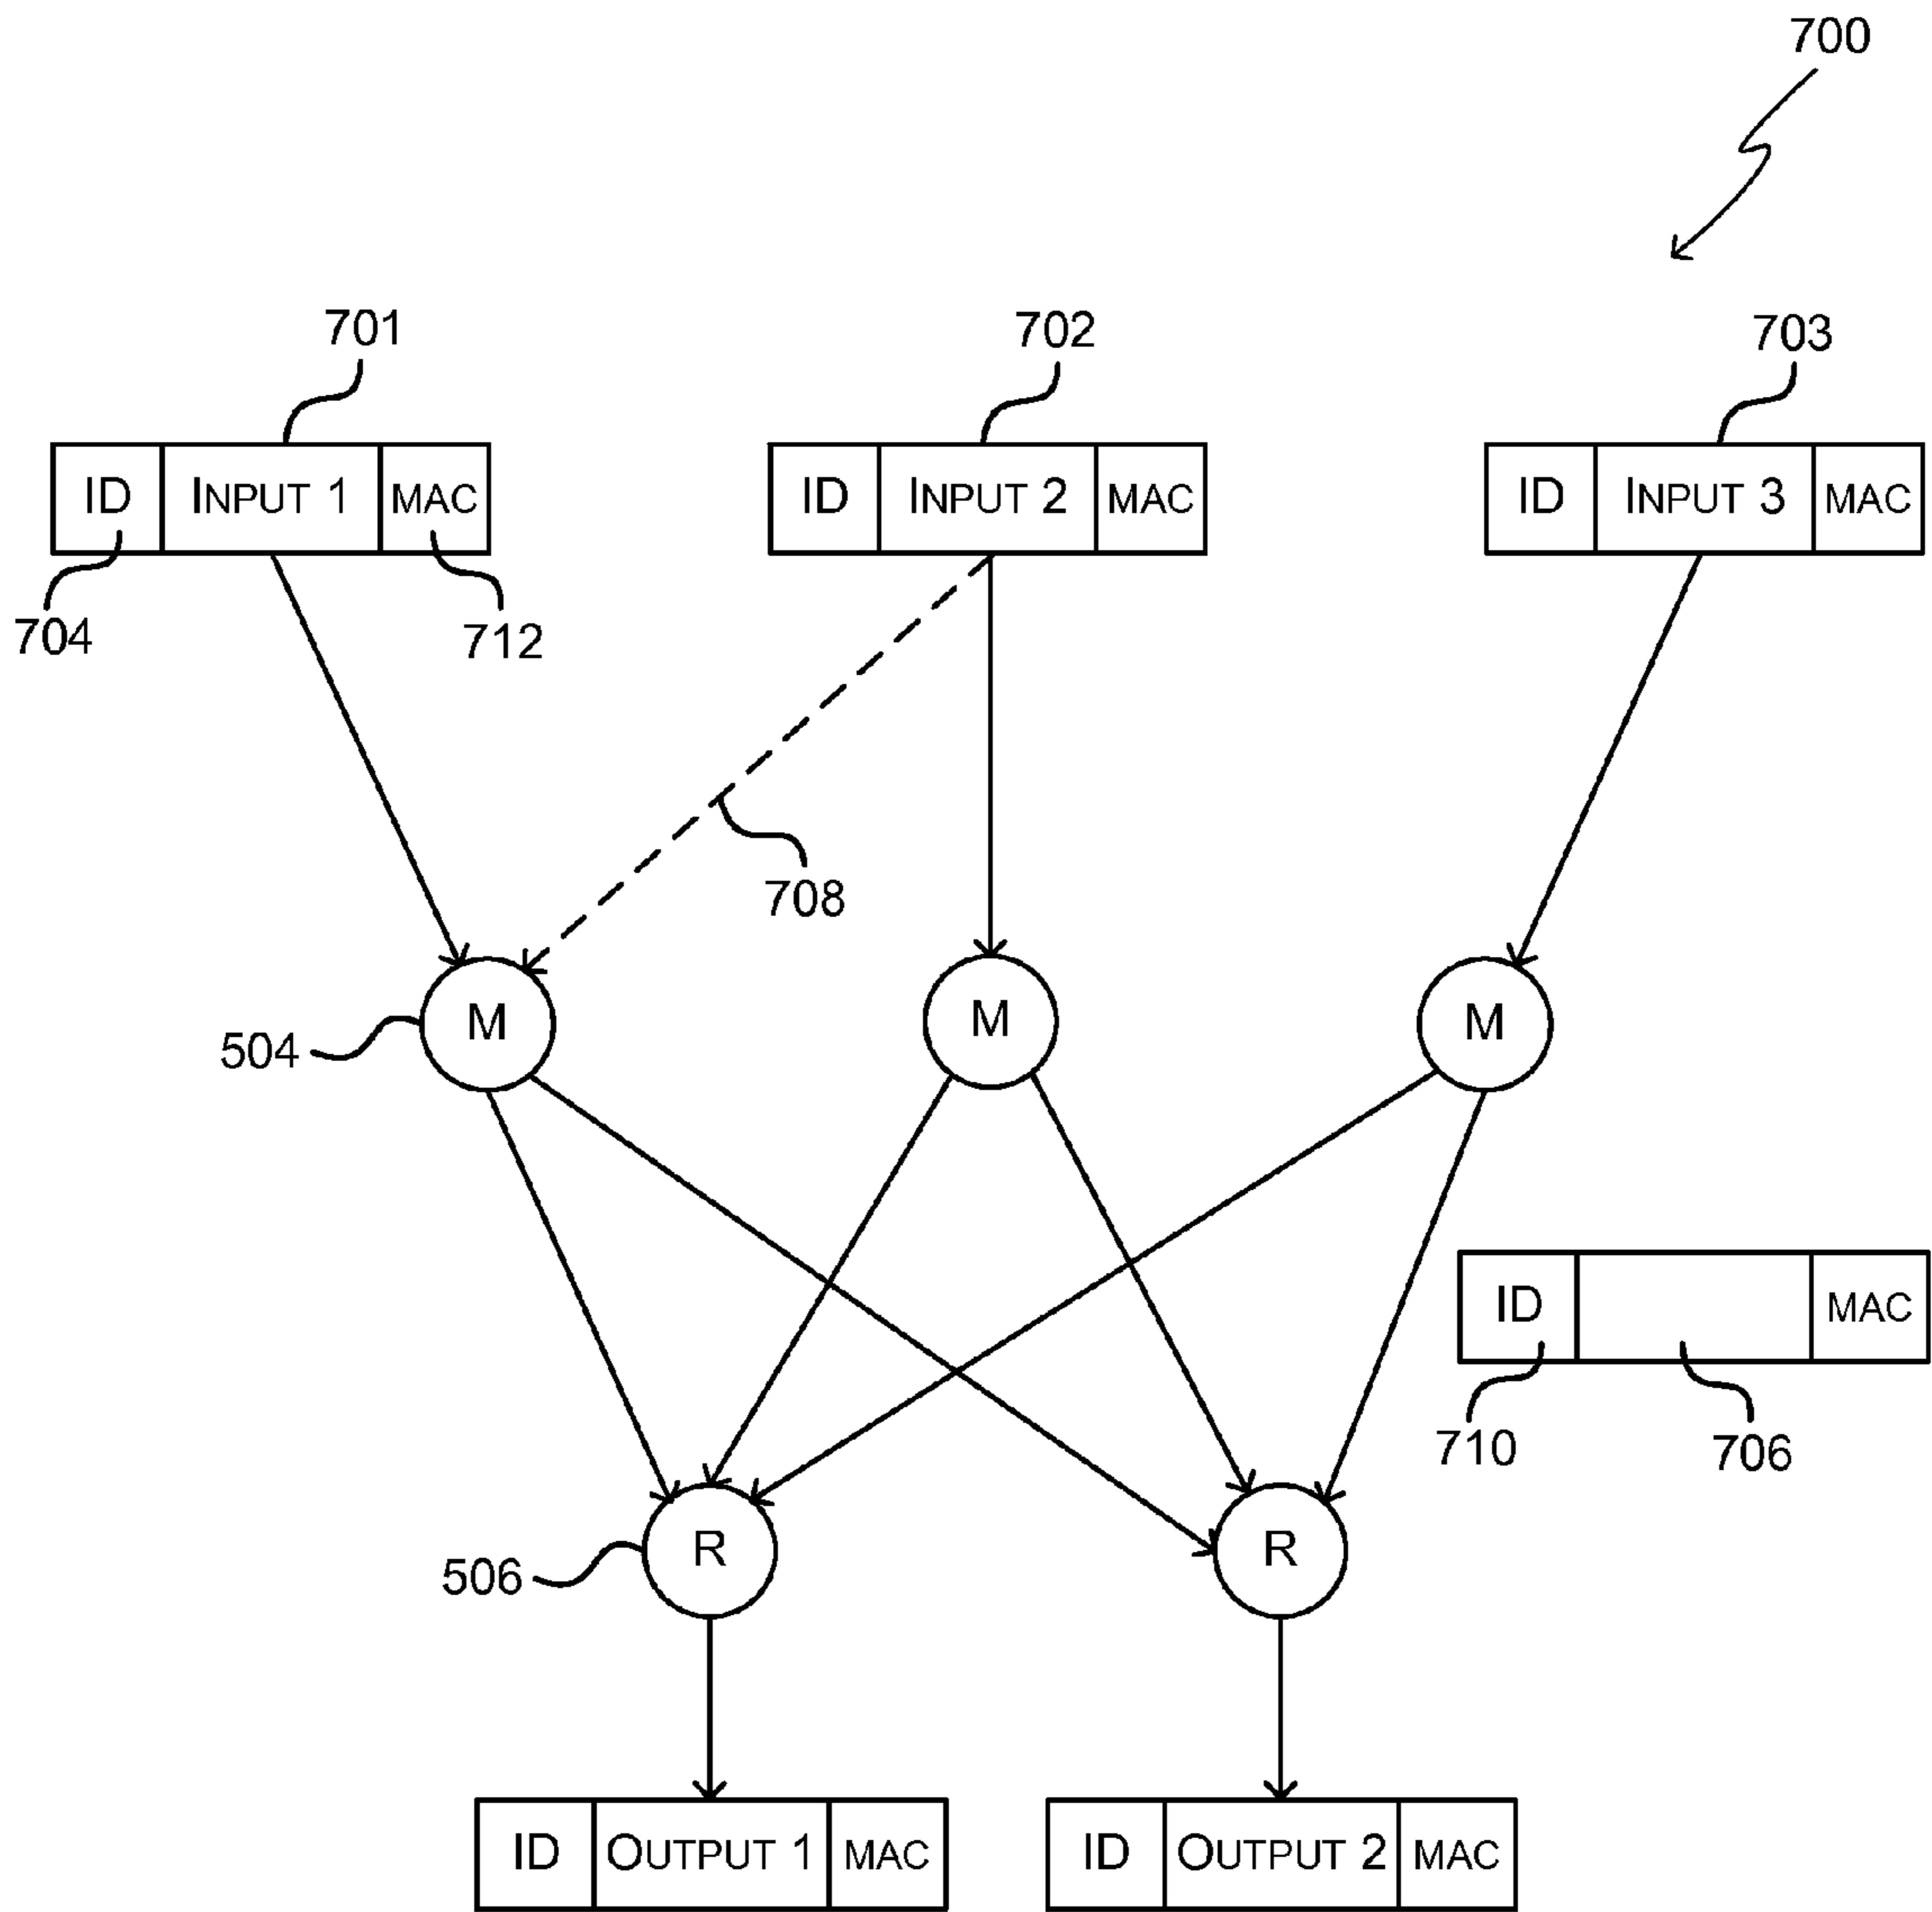 700
701
702
703
ID INPUT 1 MAC
ID INPUT 2 MAC
ID INPUT 3 MAC
704
712
708
M
M
M
504
ID MAC
710
706
R
R
506
ID OUTPUT 1 MAC
ID OUTPUT 2 MAC